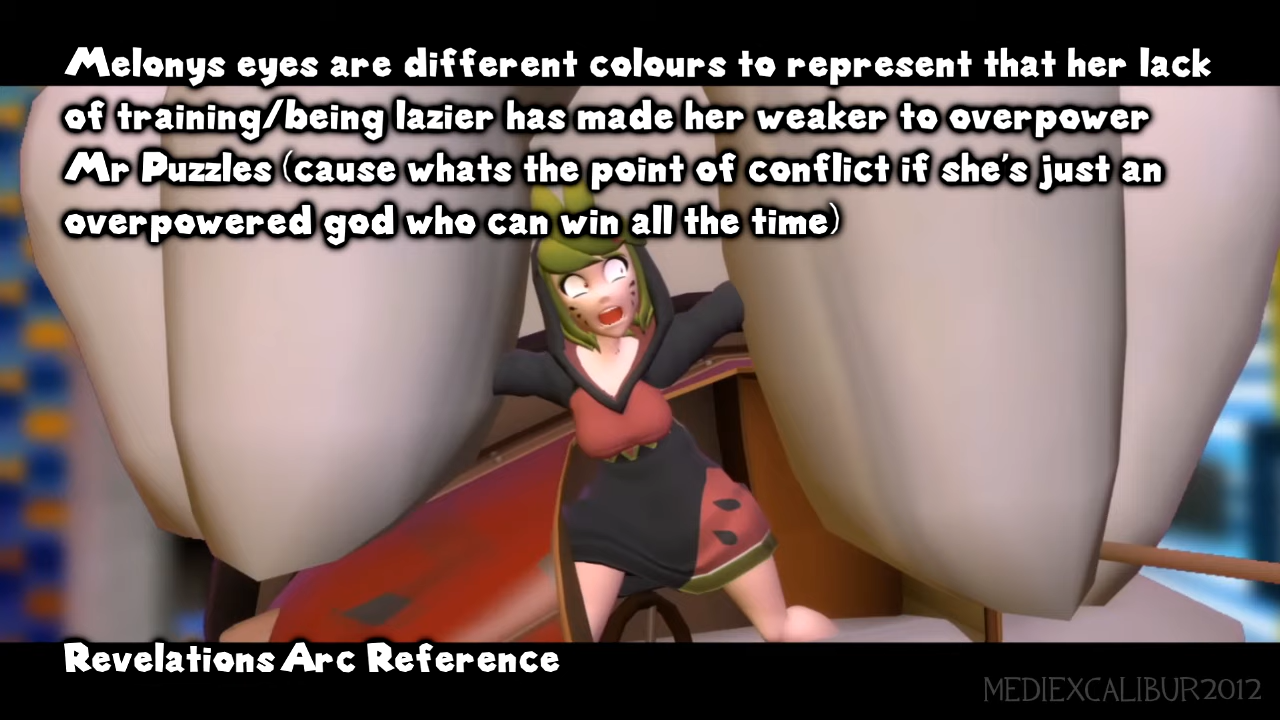 Melonys eyes are different colours to represent that her lack
of training/being lazier has made her weaker to overpower
Mr Puzzles (cause whats the point of conflict if she's just an
overpowered god who can win all the time)
Revelations Arc Reference
MEDIEXCALIBUR2012